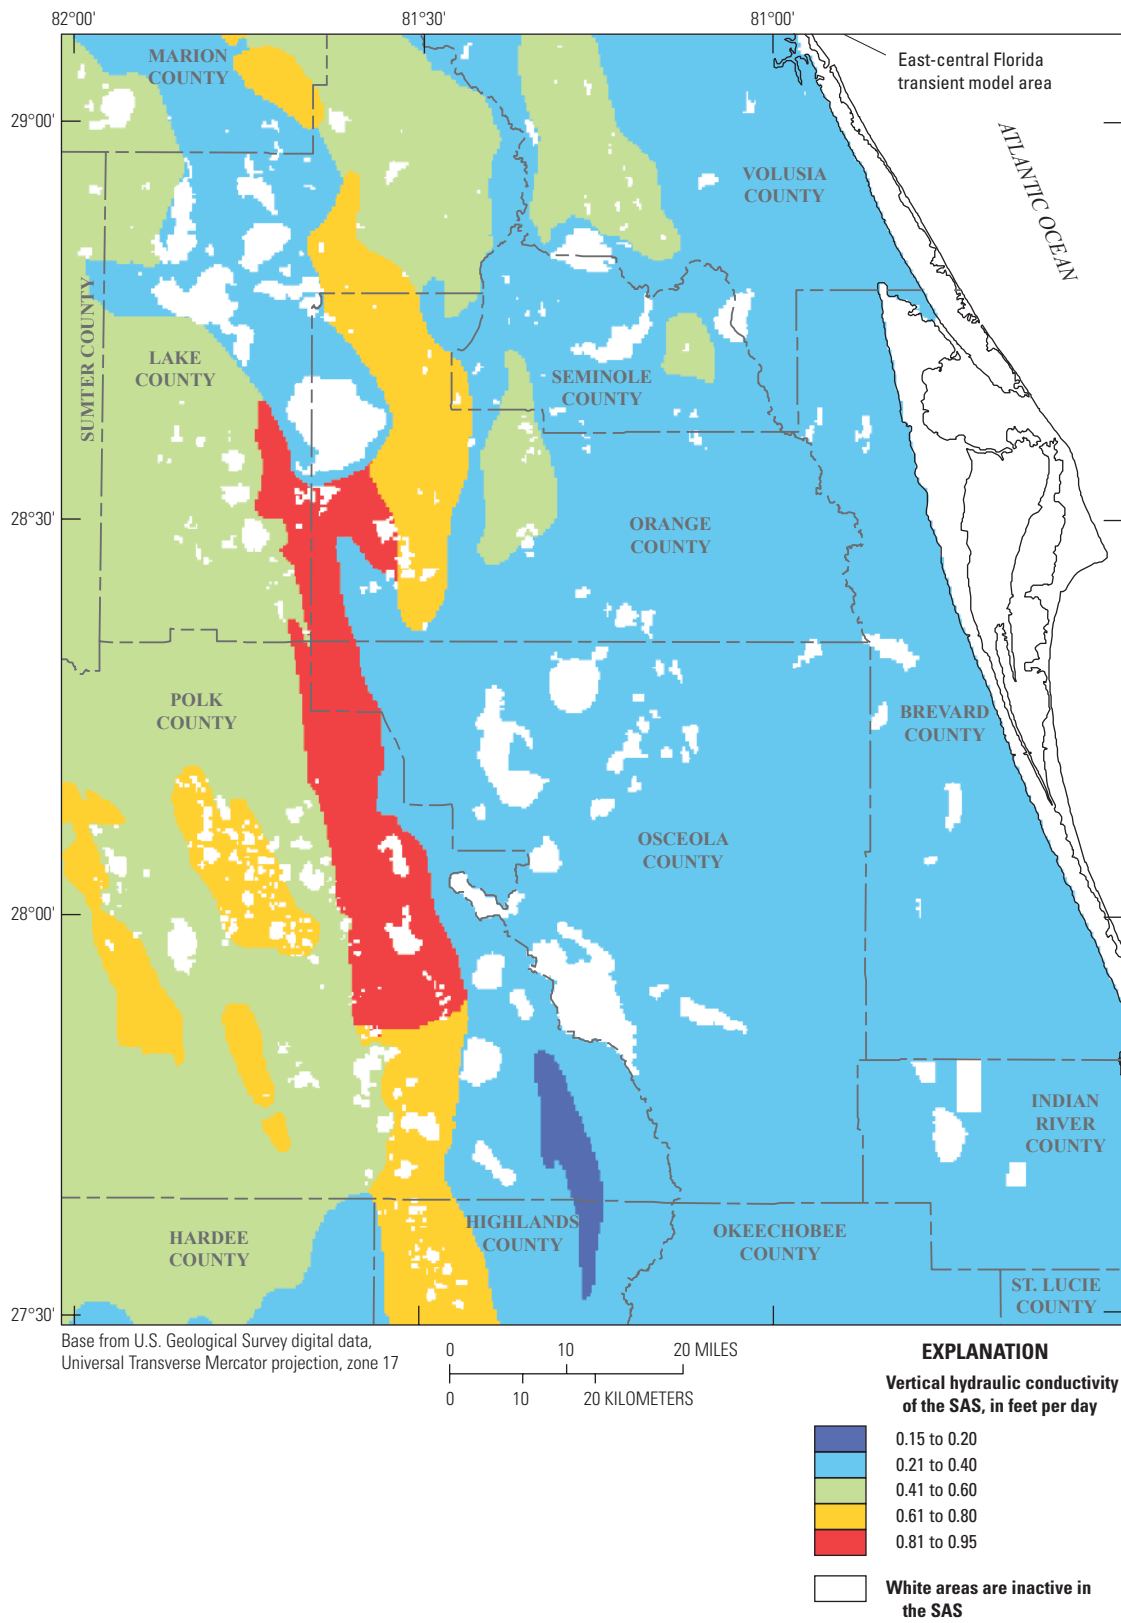 82°00'
81°30'
81°00'
MARION
COUNTY
East-central Florida
transient model area
29°00'
ATLANTIC OCEAN
VOLUSIA
COUNTY
SUMTER COUNTY
LAKE
COUNTY
SEMINOLE
COUNTY
28°30'
ORANGE
COUNTY
POLK
COUNTY
BREVARD
COUNTY
OSCEOLA
COUNTY
28°00'
INDIAN
RIVER
COUNTY
HARDEE
COUNTY
HIGHLANDS
COUNTY
OKEECHOBEE
COUNTY
ST. LUCIE
COUNTY
27°30'
Base from U.S. Geological Survey digital data,
Universal Transverse Mercator projection, zone 17
0 10 20 MILES
0 10 20 KILOMETERS
EXPLANATION
Vertical hydraulic conductivity
of the SAS, in feet per day
0.15 to 0.20
0.21 to 0.40
0.41 to 0.60
0.61 to 0.80
0.81 to 0.95
White areas are inactive in
the SAS